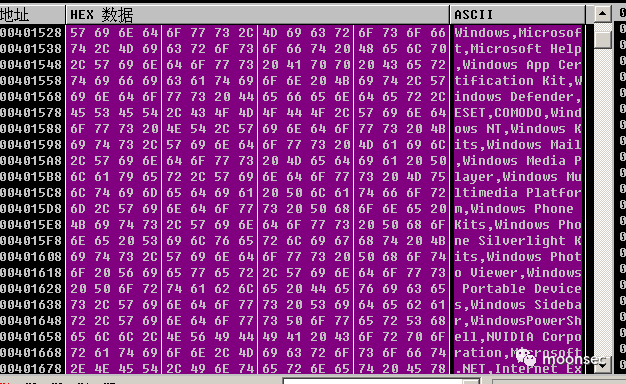 地址 HEX 数据 ASCII
00401528 57 69 6E 64 6F 77 73 2C 4D 69 63 72 6F 73 6F 66 Windows,Microsof
00401538 74 2C 4D 69 63 72 6F 73 6F 66 74 20 48 65 6C 70 t,Microsoft Help
00401548 2C 57 69 6E 64 6F 77 73 20 41 70 70 20 43 65 72 ,Windows App Cer
00401558 74 69 66 69 63 61 74 69 6F 6E 20 4B 69 74 2C 57 tification Kit,W
00401568 69 6E 64 6F 77 73 20 44 65 66 65 6E 64 65 72 2C indows Defender,
00401578 45 53 45 54 2C 43 4F 4D 4F 44 4F 2C 57 69 6E 64 ESET,COMODO,Wind
00401588 6F 77 73 20 4E 54 2C 57 69 6E 64 6F 77 73 20 4B ows NT,Windows K
00401598 69 74 73 2C 57 69 6E 64 6F 77 73 20 4D 61 69 6C its,Windows Mail
004015A8 2C 57 69 6E 64 6F 77 73 20 4D 65 64 69 61 20 50 ,Windows Media P
004015B8 6C 61 79 65 72 2C 57 69 6E 64 6F 77 73 20 4D 75 layer,Windows Mu
004015C8 6C 74 69 6D 65 64 69 61 20 50 6C 61 74 66 6F 72 ltimedia Platfor
004015D8 6D 2C 57 69 6E 64 6F 77 73 20 50 68 6F 6E 65 20 m,Windows Phone
004015E8 4B 69 74 73 2C 57 69 6E 64 6F 77 73 20 50 68 6F Kits,Windows Pho
004015F8 6E 65 20 53 69 6C 76 65 72 6C 69 67 68 74 20 4B ne Silverlight K
00401608 69 74 73 2C 57 69 6E 64 6F 77 73 20 50 68 6F 74 its,Windows Phot
00401618 6F 20 56 69 65 77 65 72 2C 57 69 6E 64 6F 77 73 o Viewer,Windows
00401628 20 50 6F 72 74 61 62 6C 65 20 44 65 76 69 63 65 Portable Device
00401638 73 2C 57 69 6E 64 6F 77 73 20 53 69 64 65 62 61 s,Windows Sideba
00401648 72 2C 57 69 6E 64 6F 77 73 50 6F 77 65 72 53 68 r,WindowsPowerSh
00401658 65 6C 6C 2C 4E 56 49 44 49 41 20 43 6F 72 70 6F ell,NVIDIA Corpo
00401668 72 61 74 69 6F 6E 2C 4D 69 63 72 6F 73 6F 66 74 ration,Microsoft
00401678 2E 4E 45 54 2C 49 6E 74 65 72 6E 65 74 20 45 78 .NET,Internet Ex
moonsec